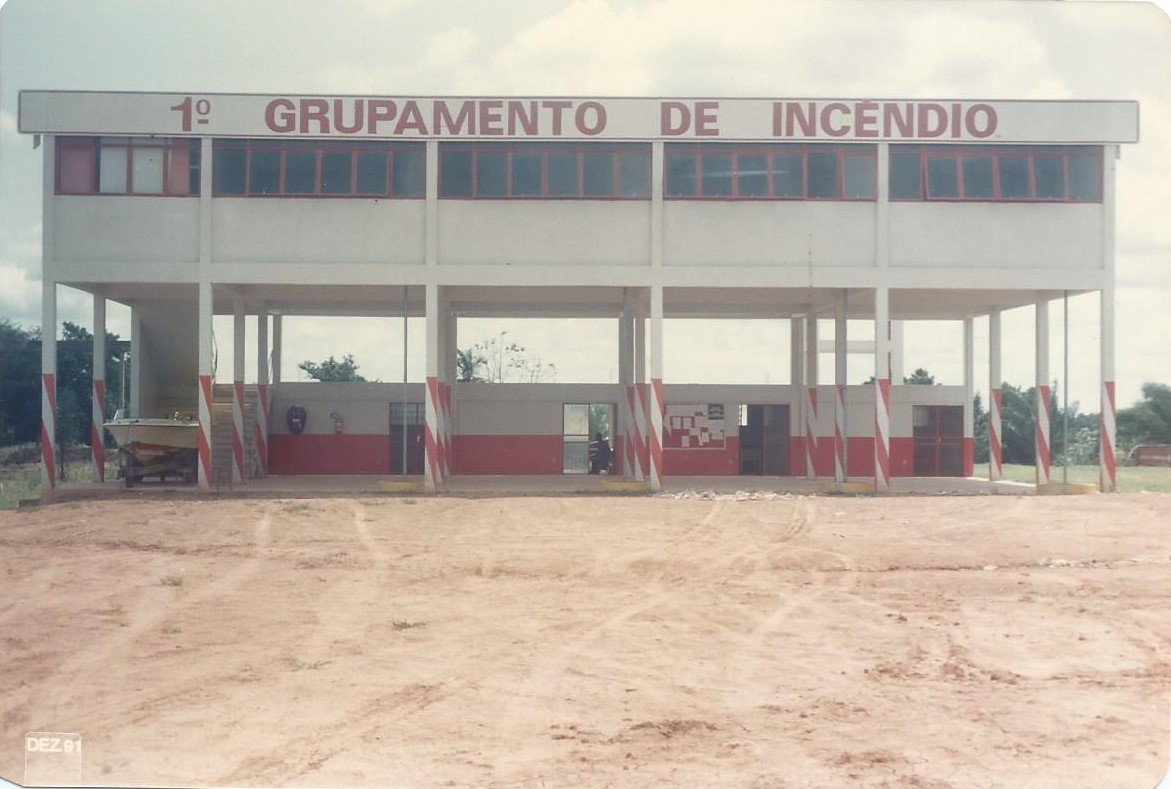 1º GRUPAMENTO DE INCÊNDIO
DEZ.91